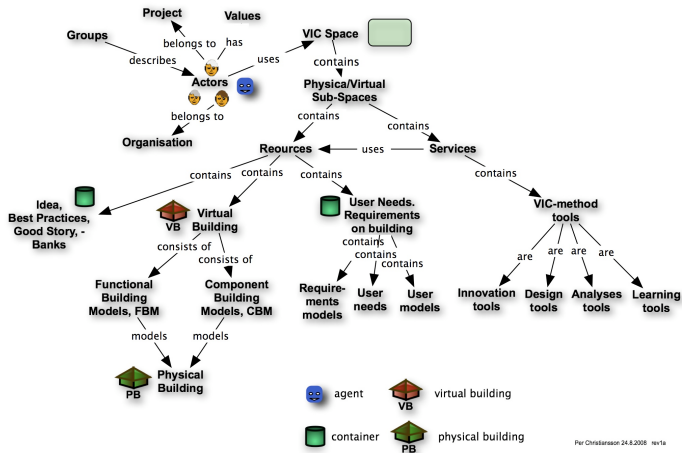 Project
Values
Groups
VIC Space
belongs to
has
describes
uses
contains
Actors
Physica/Virtual
Sub-Spaces
belongs to
contains
contains
Organisation
Reources
uses
Services
contains
contains
contains
contains
Idea,
Best Practices,
Good Story, -
Banks
VB
Virtual
Building
User Needs.
Requirements
on building
VIC-method
tools
consists of
consists of
contains
contains
contains
are
are
are
are
Functional
Building
Models, FBM
Component
Building
Models, CBM
Require-
ments
models
User
needs
User
models
Innovation
tools
Design
tools
Analyses
tools
Learning
tools
models
models
PB
Physical
Building
agent
VB
virtual building
container
PB
physical building
Per Christiansson 24.8.2008 rev1a